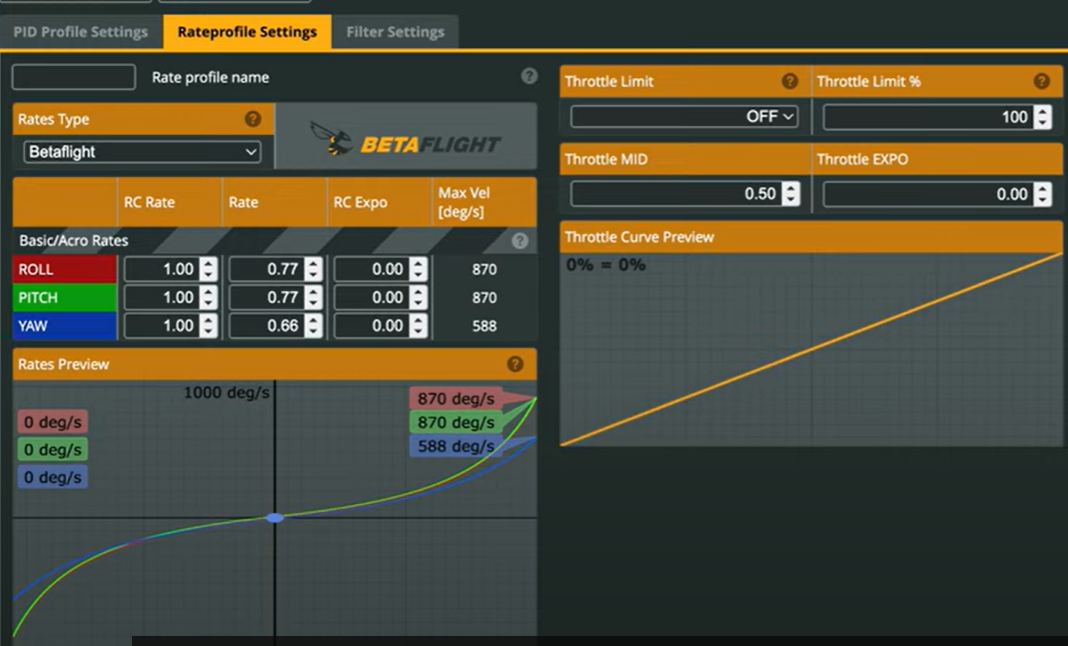 PID Profile Settings
Rateprofile Settings
Filter Settings
Rate profile name
?
Rates Type
?
Betaflight
BETAFLIGHT
RC Rate
Rate
RC Expo
Max Vel
[deg/s]
Basic/Acro Rates
?
ROLL 1.00 0.77 0.00 870
PITCH 1.00 0.77 0.00 870
YAW 1.00 0.66 0.00 588
Rates Preview
?
1000 deg/s
870 deg/s
870 deg/s
588 deg/s
0 deg/s
0 deg/s
0 deg/s
Throttle Limit
?
Throttle Limit %
?
OFF
100
Throttle MID
Throttle EXPO
0.50
0.00
Throttle Curve Preview
0% = 0%